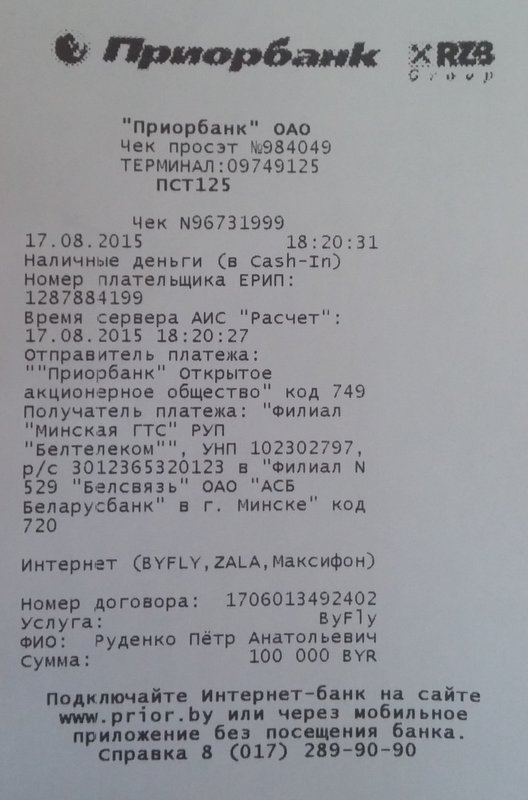 Приорбанк RZB
Group
"Приорбанк" ОАО
Чек просэт №984049
ТЕРМИНАЛ:09749125
ПСТ125
Чек N96731999
17.08.2015 18:20:31
Наличные деньги (в Cash-In)
Номер плательщика ЕРИП:
1287884199
Время сервера АИС "Расчет":
17.08.2015 18:20:27
Отправитель платежа:
""Приорбанк" Открытое
акционерное общество" код 749
Получатель платежа: "Филиал
"Минская ГТС" РУП
"Белтелеком"", УНП 102302797,
р/с 3012365320123 в "Филиал N
529 "Белсвязь" ОАО "АСБ
Беларусбанк" в г. Минске" код
720
Интернет (BYFLY,ZALA,Максифон)
Номер договора: 1706013492402
Услуга: ByFly
ФИО: Руденко Пётр Анатольевич
Сумма: 100 000 BYR
Подключайте Интернет-банк на сайте
www.prior.by или через мобильное
приложение без посещения банка.
Справка 8 (017) 289-90-90